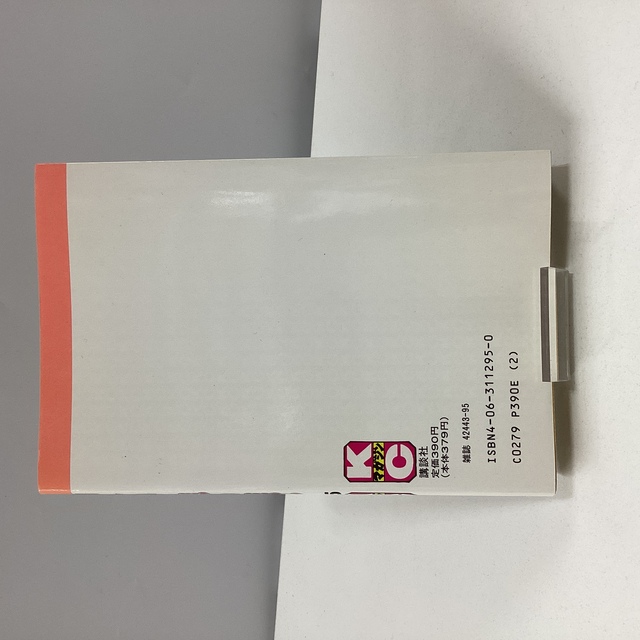 KC
マガジン
講談社
定価390円
(本体379円)
雑誌 42443-95
ISBN4-06-311295-0
C0279 P390E (2)